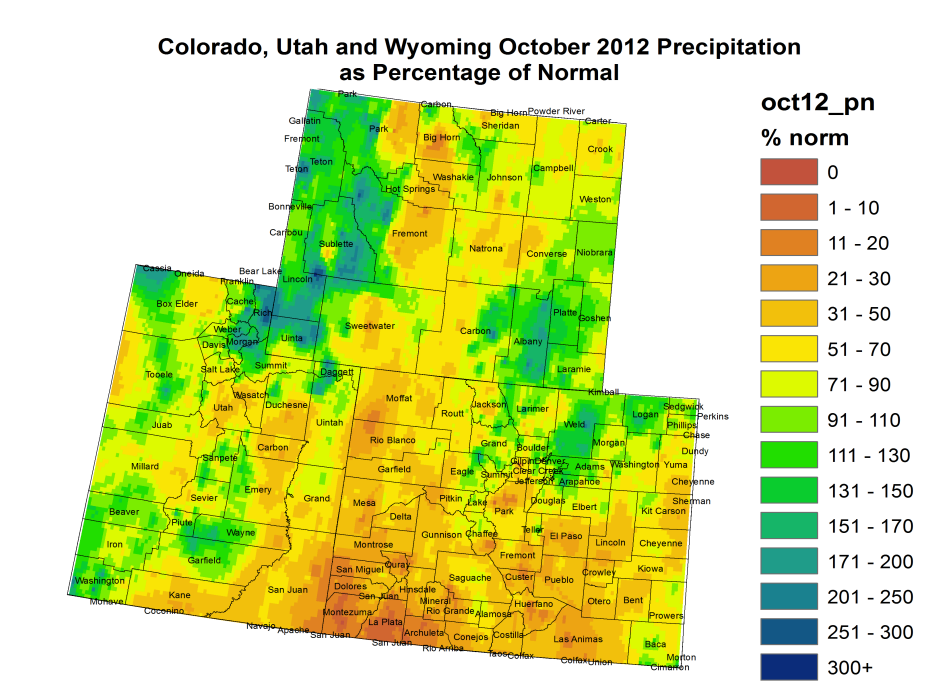 Colorado, Utah and Wyoming October 2012 Precipitation
as Percentage of Normal
oct12_pn
% norm
0
1 - 10
11 - 20
21 - 30
31 - 50
51 - 70
71 - 90
91 - 110
111 - 130
131 - 150
151 - 170
171 - 200
201 - 250
251 - 300
300+
Park
Carbon
Big Horn
Powder River
Carter
Gallatin
Park
Sheridan
Fremont
Big Horn
Crook
Teton
Teton
Campbell
Washakie
Johnson
Hot Springs
Weston
Bonneville
Caribou
Fremont
Sublette
Natrona
Converse
Niobrara
Cassia
Oneida
Bear Lake
Franklin
Lincoln
Box Elder
Cache
Rich
Platte
Goshen
Weber
Sweetwater
Carbon
Davis
Morgan
Uinta
Albany
Salt Lake
Summit
Daggett
Laramie
Tooele
Wasatch
Kimball
Utah
Duchesne
Moffat
Routt
Jackson
Larimer
Logan
Sedgwick
Perkins
Juab
Uintah
Weld
Phillips
Chase
Carbon
Rio Blanco
Grand
Boulder
Morgan
Dundy
Sanpete
Gilpin
Denver
Millard
Garfield
Eagle
Summit
Clear Creek
Adams
Washington
Yuma
Jefferson
Arapahoe
Cheyenne
Emery
Sevier
Grand
Mesa
Pitkin
Lake
Park
Douglas
Elbert
Sherman
Kit Carson
Beaver
Piute
Wayne
Delta
Gunnison
Chaffee
Teller
El Paso
Lincoln
Cheyenne
Iron
Montrose
Garfield
Fremont
San Miguel
Ouray
Saguache
Custer
Pueblo
Crowley
Kiowa
Washington
Dolores
San Juan
Hinsdale
Kane
San Juan
Mineral
Otero
Bent
Mohave
Coconino
Montezuma
Rio Grande
Alamosa
Huerfano
Prowers
La Plata
Navajo
Apache
San Juan
Archuleta
Conejos
Costilla
Las Animas
Baca
San Juan
Rio Arriba
Taos
Colfax
Colfax
Union
Morton
Cimarron